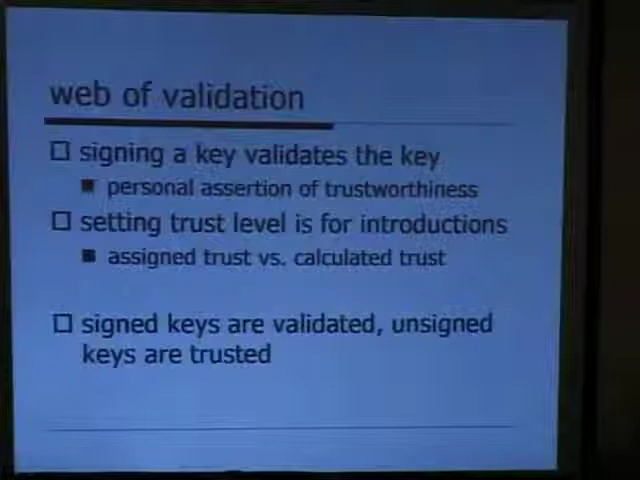 web of validation
signing a key validates the key
personal assertion of trustworthiness
setting trust level is for introductions
assigned trust vs. calculated trust
signed keys are validated, unsigned
keys are trusted